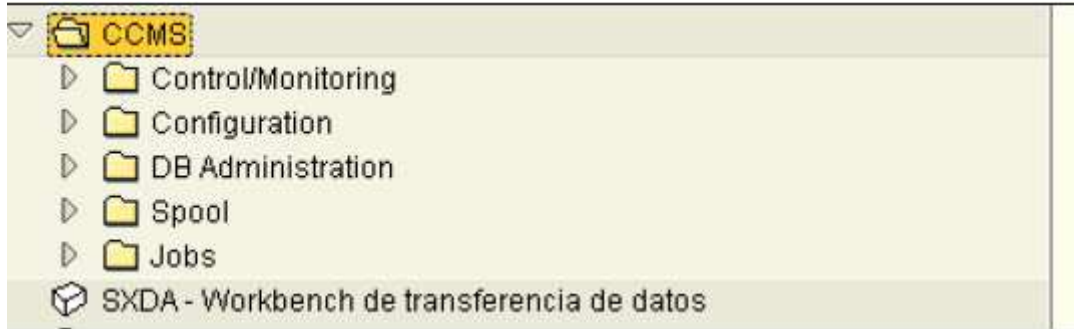 CCMS
Control/Monitoring
Configuration
DB Administration
Spool
Jobs
SXDA - Workbench de transferencia de datos